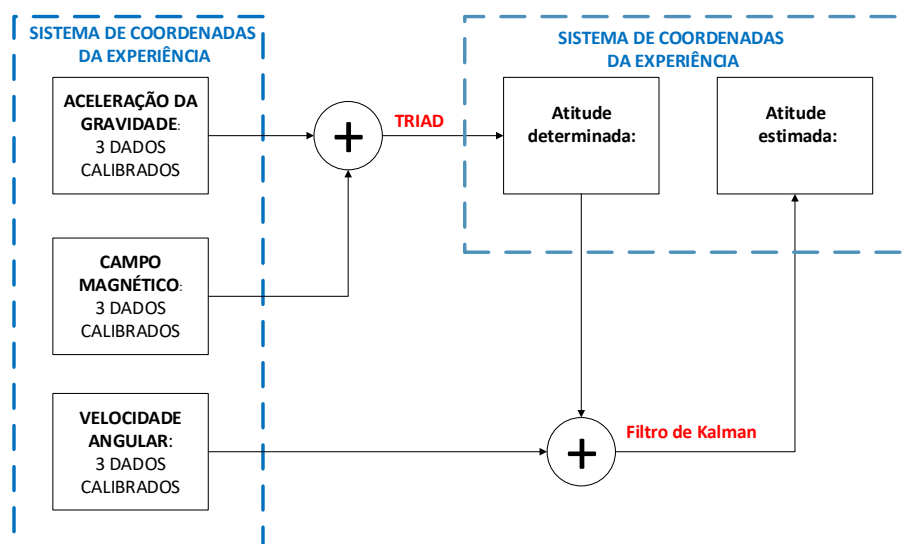 SISTEMA DE COORDENADAS
DA EXPERIÊNCIA
ACELERAÇÃO DA
GRAVIDADE:
3 DADOS
CALIBRADOS
+
TRIAD
CAMPO
MAGNÉTICO:
3 DADOS
CALIBRADOS
VELOCIDADE
ANGULAR:
3 DADOS
CALIBRADOS
SISTEMA DE COORDENADAS
DA EXPERIÊNCIA
Atitude
determinada:
Atitude
estimada:
+
Filtro de Kalman